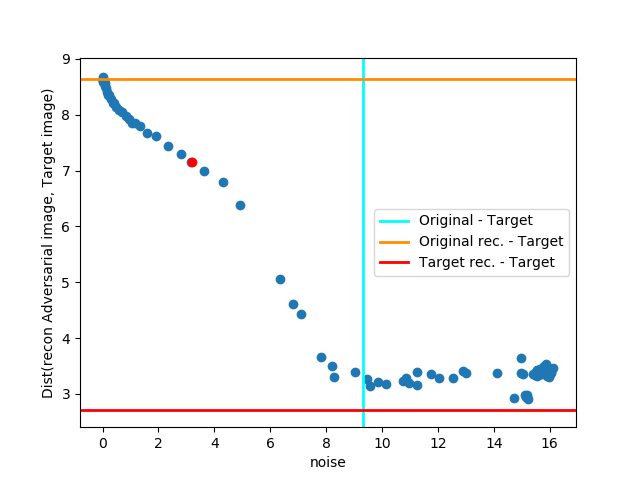 9
8
7
6
5
4
3
Dist(recon Adversarial image, Target image)
Original - Target
Original rec. - Target
Target rec. - Target
0 2 4 6 8 10 12 14 16
noise